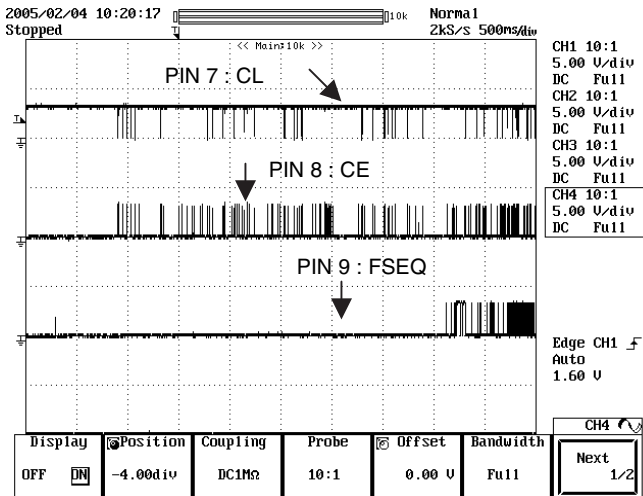 2005/02/04 10:20:17
10k
Normal
Stopped
2kS/s 500ms/div
<< Main:10k >>
CH1 10:1
5.00 V/div
DC Full
CH2 10:1
5.00 V/div
DC Full
CH3 10:1
5.00 V/div
DC Full
CH4 10:1
5.00 V/div
DC Full
PIN 7 : CL
PIN 8 : CE
PIN 9 : FSEQ
Edge CH1
Auto
1.60 V
CH4
Display
Position
Coupling
Probe
Offset
Bandwidth
Next
OFF ON
-4.00div
DC1MΩ
10:1
0.00 V
Full
1/2